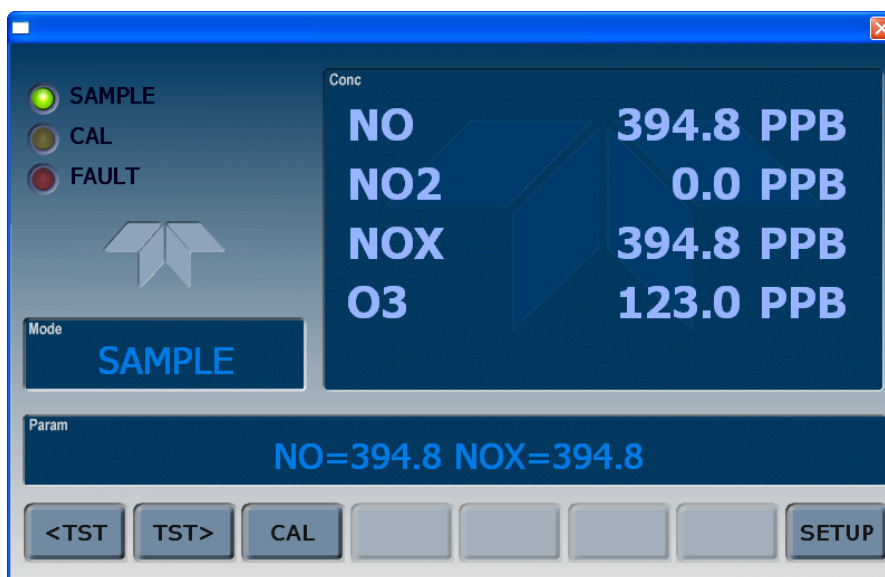 SAMPLE
CAL
FAULT
Mode
SAMPLE
Conc
NO 394.8 PPB
NO2 0.0 PPB
NOX 394.8 PPB
O3 123.0 PPB
Param
NO=394.8 NOX=394.8
<TST TST> CAL SETUP